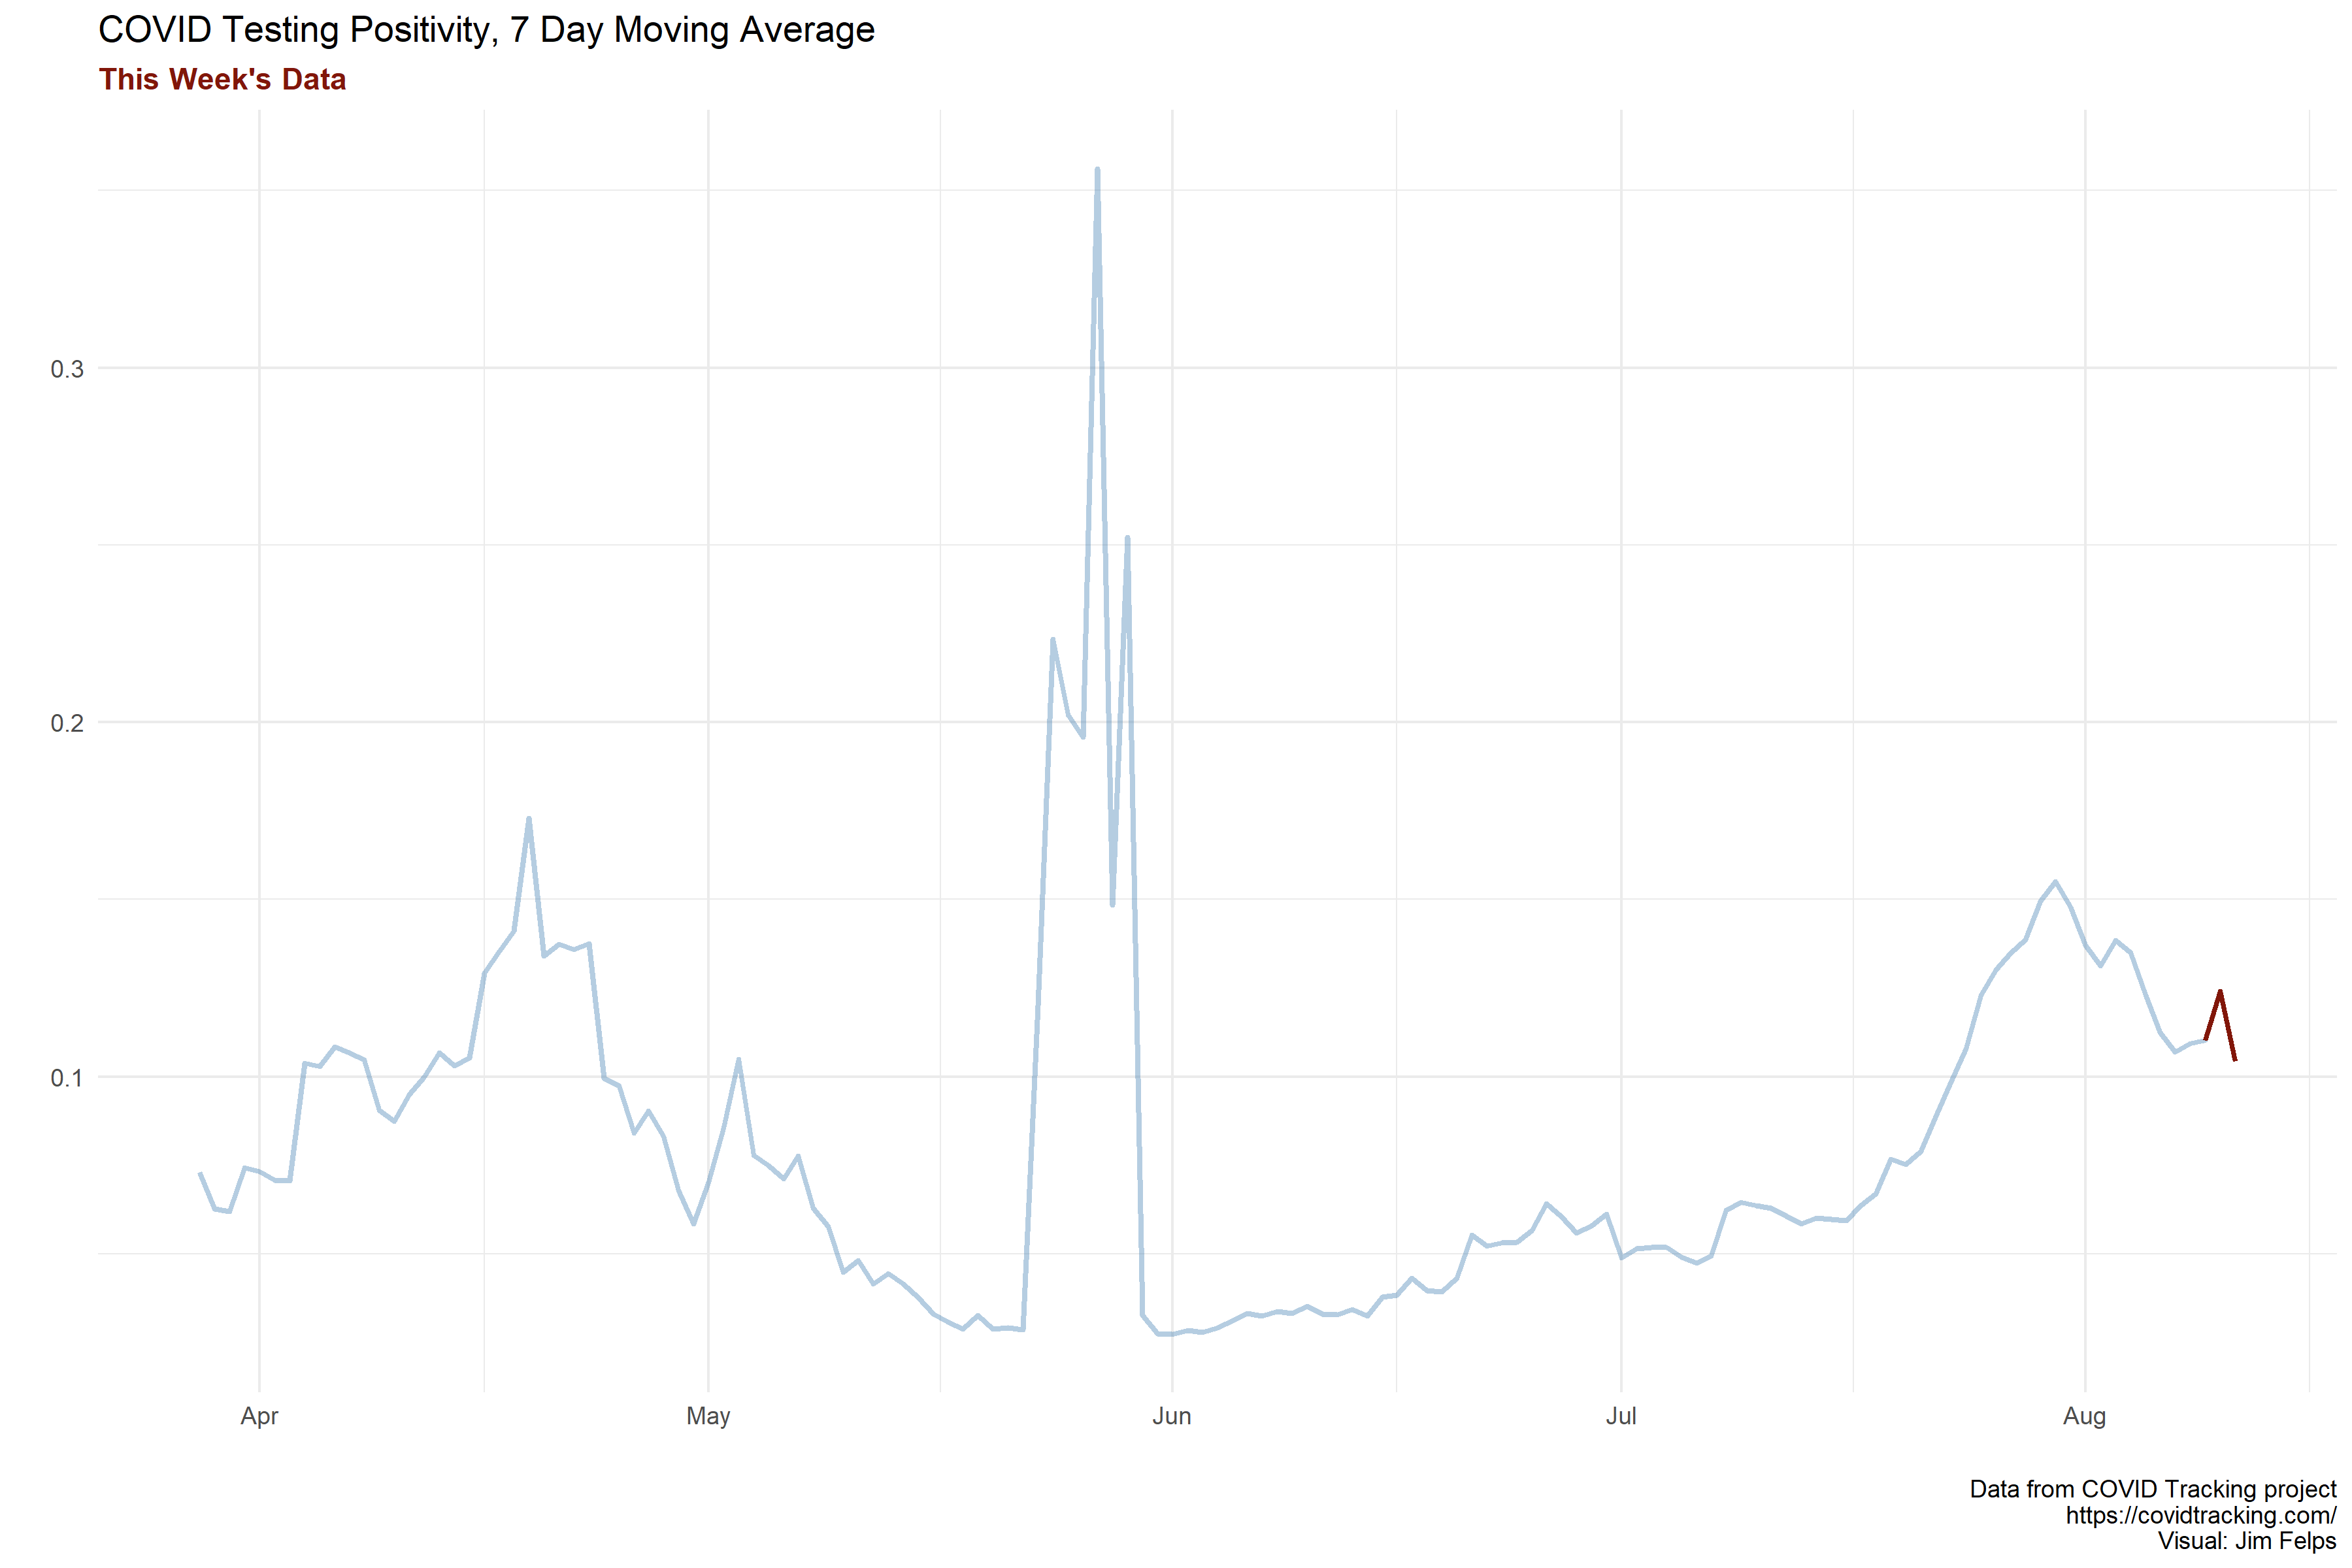 COVID Testing Positivity, 7 Day Moving Average
This Week's Data
0.3
0.2
0.1
Apr May Jun Jul Aug
Data from COVID Tracking project
https://covidtracking.com/
Visual: Jim Felps